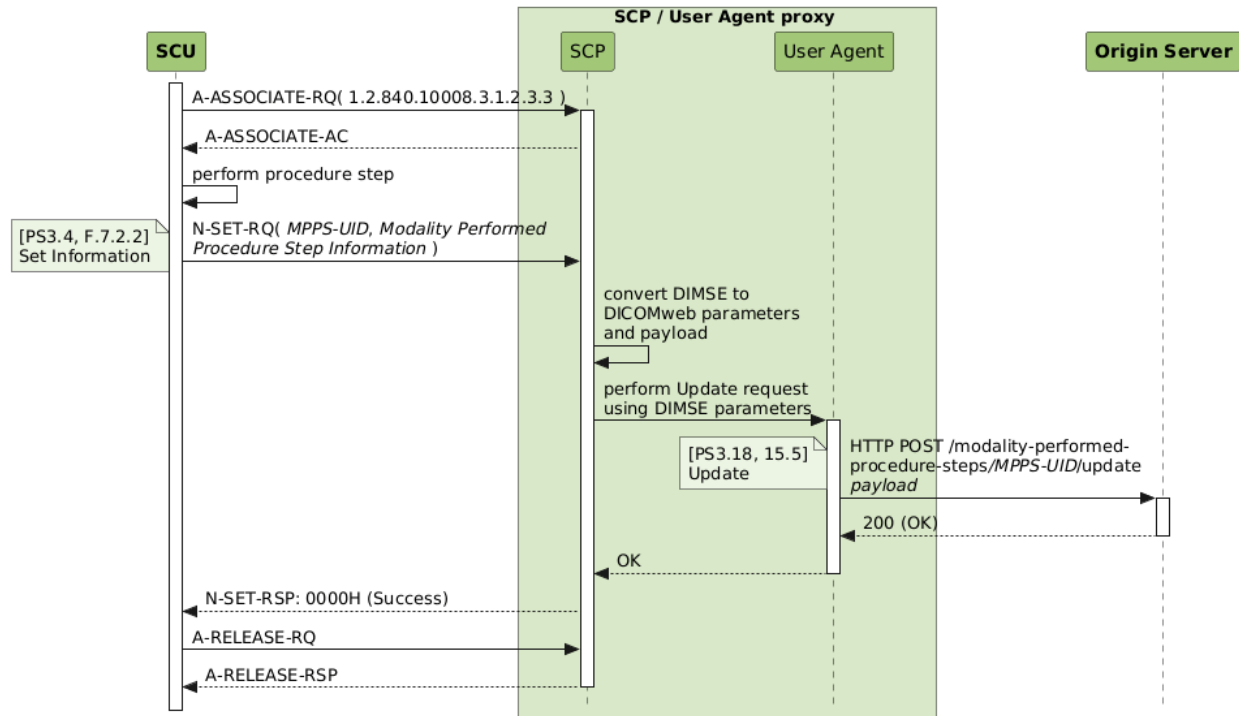 SCP / User Agent proxy
SCU
SCP
User Agent
Origin Server
A-ASSOCIATE-RQ( 1.2.840.10008.3.1.2.3.3 )
A-ASSOCIATE-AC
perform procedure step
[PS3.4, F.7.2.2]
Set Information
N-SET-RQ( MPPS-UID, Modality Performed
Procedure Step Information )
convert DIMSE to
DICOMweb parameters
and payload
perform Update request
using DIMSE parameters
[PS3.18, 15.5]
Update
HTTP POST /modality-performed-
procedure-steps/MPPS-UID/update
payload
200 (OK)
OK
N-SET-RSP: 0000H (Success)
A-RELEASE-RQ
A-RELEASE-RSP